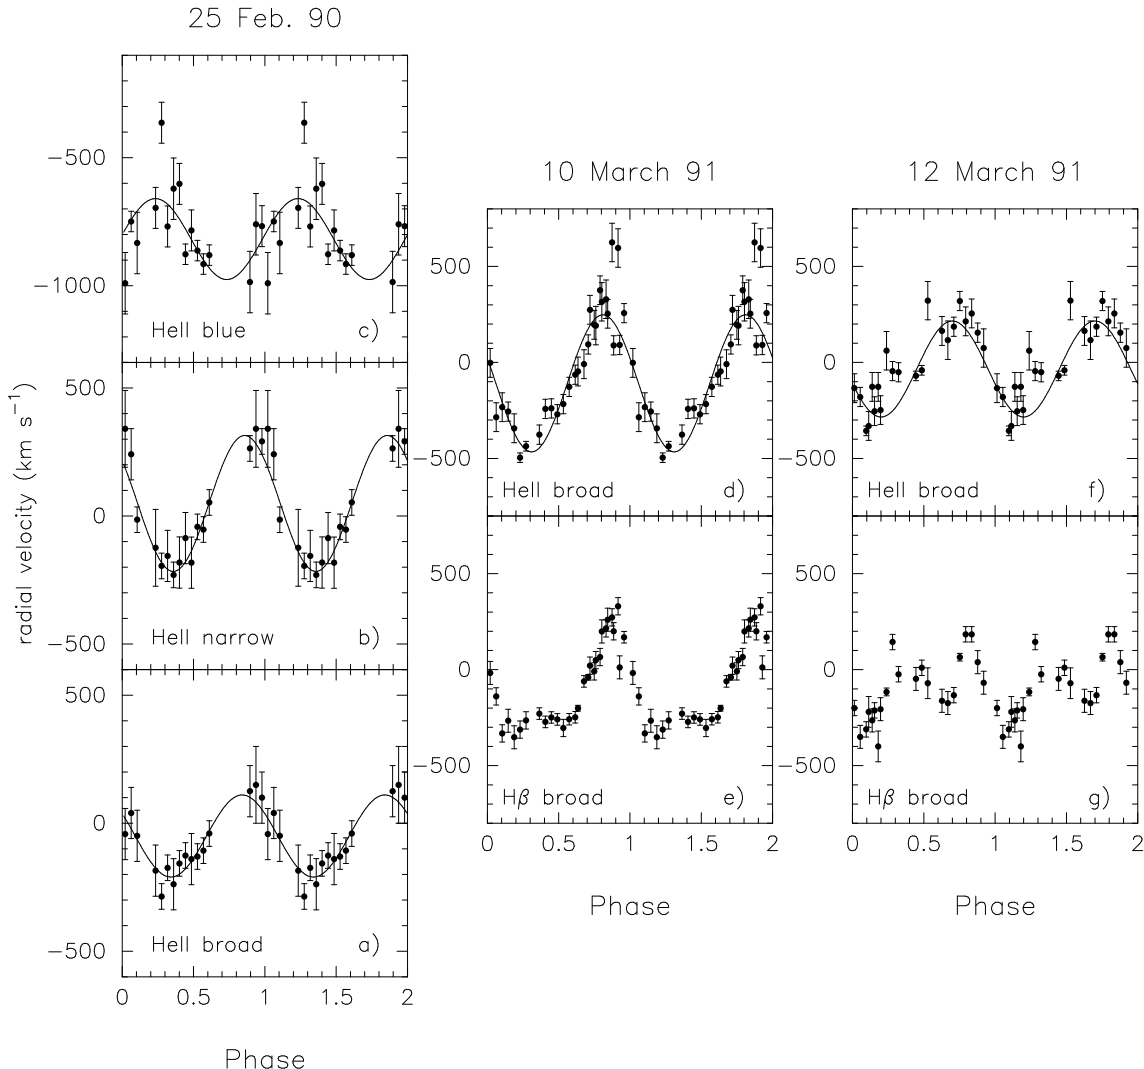 25 Feb. 90
−500
−1000
HeII blue
c)
500
0
−500
HeII narrow
b)
500
0
−500
HeII broad
a)
0
0.5
1
1.5
2
Phase
radial velocity (km s⁻¹)
10 March 91
500
0
−500
HeII broad
d)
500
0
−500
Hβ broad
e)
0
0.5
1
1.5
2
Phase
12 March 91
500
0
−500
HeII broad
f)
500
0
−500
Hβ broad
g)
0
0.5
1
1.5
2
Phase